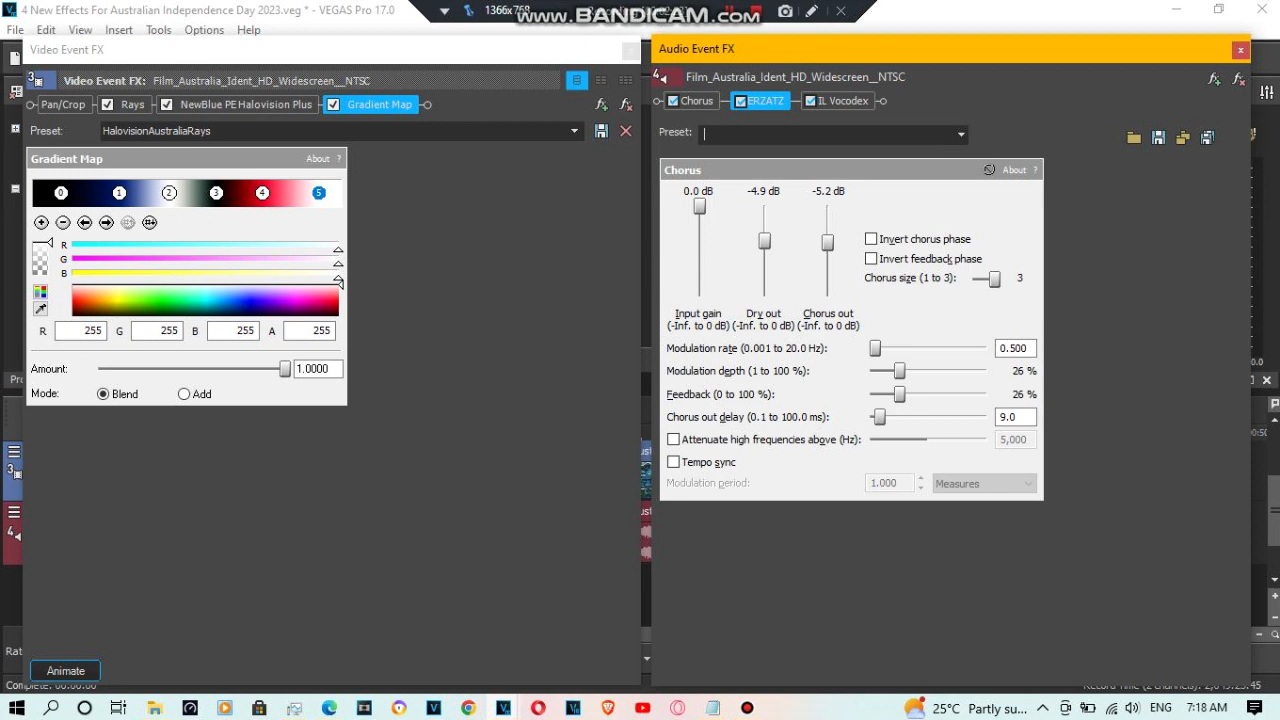 4 New Effects For Australian Independence Day 2023.veg * - VEGAS Pro 17.0
1366x768
www.BANDICAM.com
File Edit View Insert Tools Options Help
Video Event FX
Video Event FX: Film_Australia_Ident_HD_Widescreen__NTSC
Pan/Crop Rays NewBlue PE Halovision Plus Gradient Map
Preset: HalovisionAustraliaRays
Gradient Map About ?
0 1 2 3 4 5
R
G
B
R 255 G 255 B 255 A 255
Amount: 1.0000
Mode: Blend Add
Animate
Audio Event FX
Film_Australia_Ident_HD_Widescreen__NTSC
Chorus ERZATZ IL Vocodex
Preset:
Chorus About ?
0.0 dB -4.9 dB -5.2 dB
Invert chorus phase
Invert feedback phase
Chorus size (1 to 3): 3
Input gain Dry out Chorus out
(-Inf. to 0 dB) (-Inf. to 0 dB) (-Inf. to 0 dB)
Modulation rate (0.001 to 20.0 Hz): 0.500
Modulation depth (1 to 100 %): 26 %
Feedback (0 to 100 %): 26 %
Chorus out delay (0.1 to 100.0 ms): 9.0
Attenuate high frequencies above (Hz): 5,000
Tempo sync
Modulation period: 1.000 Measures
Complete: 00:00:00
25°C Partly su... ENG 7:18 AM